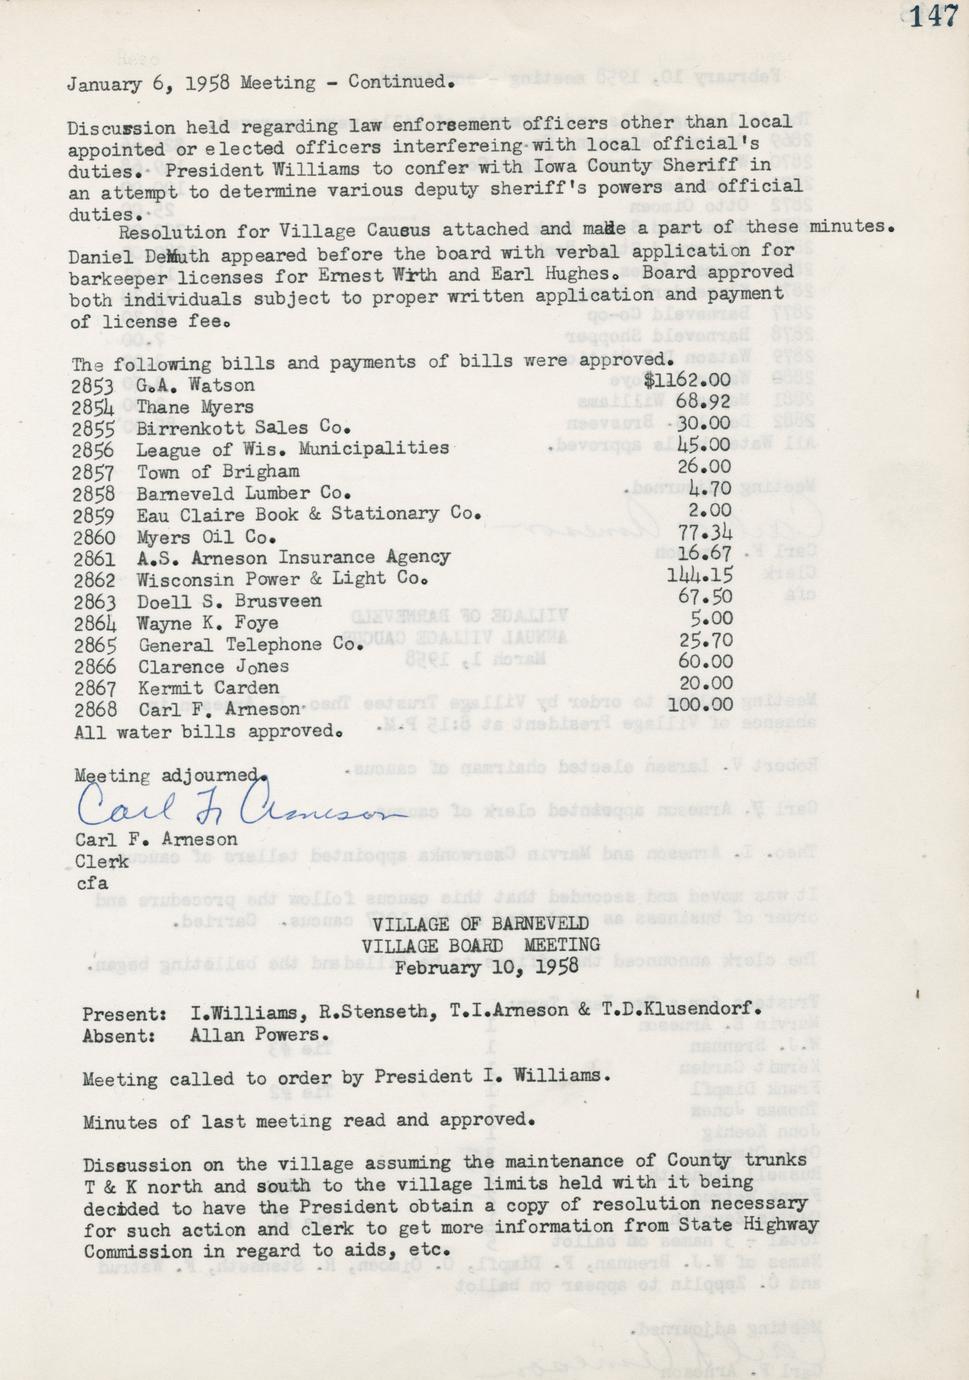 147
January 6, 1958 Meeting - Continued.
Discussion held regarding law enforsement officers other than local
appointed or elected officers interfereing with local official's
duties. President Williams to confer with Iowa County Sheriff in
an attempt to determine various deputy sheriff's powers and official
duties.
Resolution for Village Causus attached and made a part of these minutes.
Daniel DeMuth appeared before the board with verbal application for
barkeeper licenses for Ernest Wirth and Earl Hughes. Board approved
both individuals subject to proper written application and payment
of license fee.
The following bills and payments of bills were approved.
2853 G.A. Watson $1162.00
2854 Thane Myers 68.92
2855 Birrenkott Sales Co. 30.00
2856 League of Wis. Municipalities 45.00
2857 Town of Brigham 26.00
2858 Barneveld Lumber Co. 4.70
2859 Eau Claire Book & Stationary Co. 2.00
2860 Myers Oil Co. 77.34
2861 A.S. Arneson Insurance Agency 16.67
2862 Wisconsin Power & Light Co. 144.15
2863 Doell S. Brusveen 67.50
2864 Wayne K. Foye 5.00
2865 General Telephone Co. 25.70
2866 Clarence Jones 60.00
2867 Kermit Carden 20.00
2868 Carl F. Arneson 100.00
All water bills approved.
Meeting adjourned.
Carl F. Arneson
Carl F. Arneson
Clerk
cfa
VILLAGE OF BARNEVELD
VILLAGE BOARD MEETING
February 10, 1958
Present: I.Williams, R.Stenseth, T.I.Arneson & T.D.Klusendorf.
Absent: Allan Powers.
Meeting called to order by President I. Williams.
Minutes of last meeting read and approved.
Discussion on the village assuming the maintenance of County trunks
T & K north and south to the village limits held with it being
decided to have the President obtain a copy of resolution necessary
for such action and clerk to get more information from State Highway
Commission in regard to aids, etc.